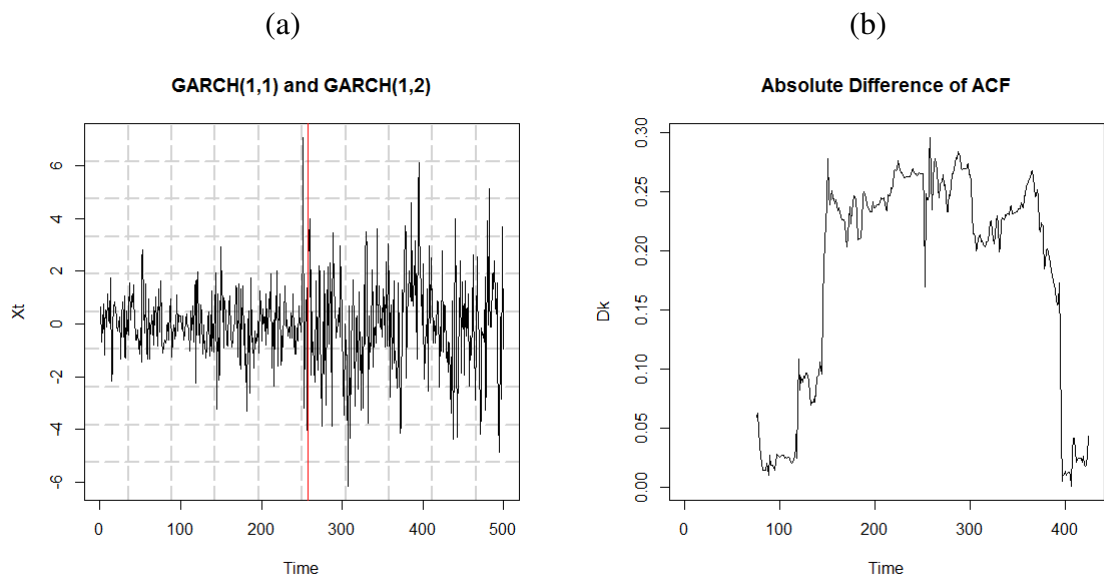 (a)
GARCH(1,1) and GARCH(1,2)
Xt
6
4
2
0
-2
-4
-6
0 100 200 300 400 500
Time
(b)
Absolute Difference of ACF
Dk
0.30
0.25
0.20
0.15
0.10
0.05
0.00
0 100 200 300 400
Time